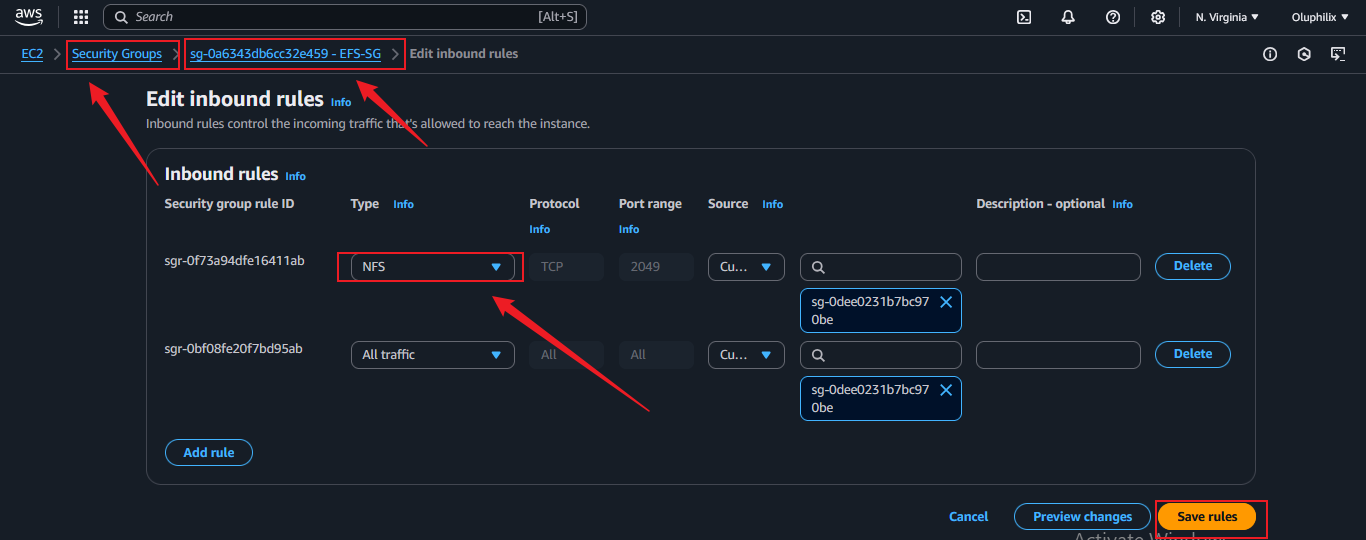 aws
Search [Alt+S] N. Virginia Oluphilix
EC2 Security Groups sg-0a6343db6cc32e459 - EFS-SG Edit inbound rules
Edit inbound rules Info
Inbound rules control the incoming traffic that's allowed to reach the instance.
Inbound rules Info
Security group rule ID Type Info Protocol Port range Source Info Description - optional Info
Info Info
sgr-0f73a94dfe16411ab NFS TCP 2049 Cu... Delete
sg-0dee0231b7bc97
0be
sgr-0bf08fe20f7bd95ab All traffic All All Cu... Delete
sg-0dee0231b7bc97
0be
Add rule
Cancel Preview changes Save rules
Activate Windows